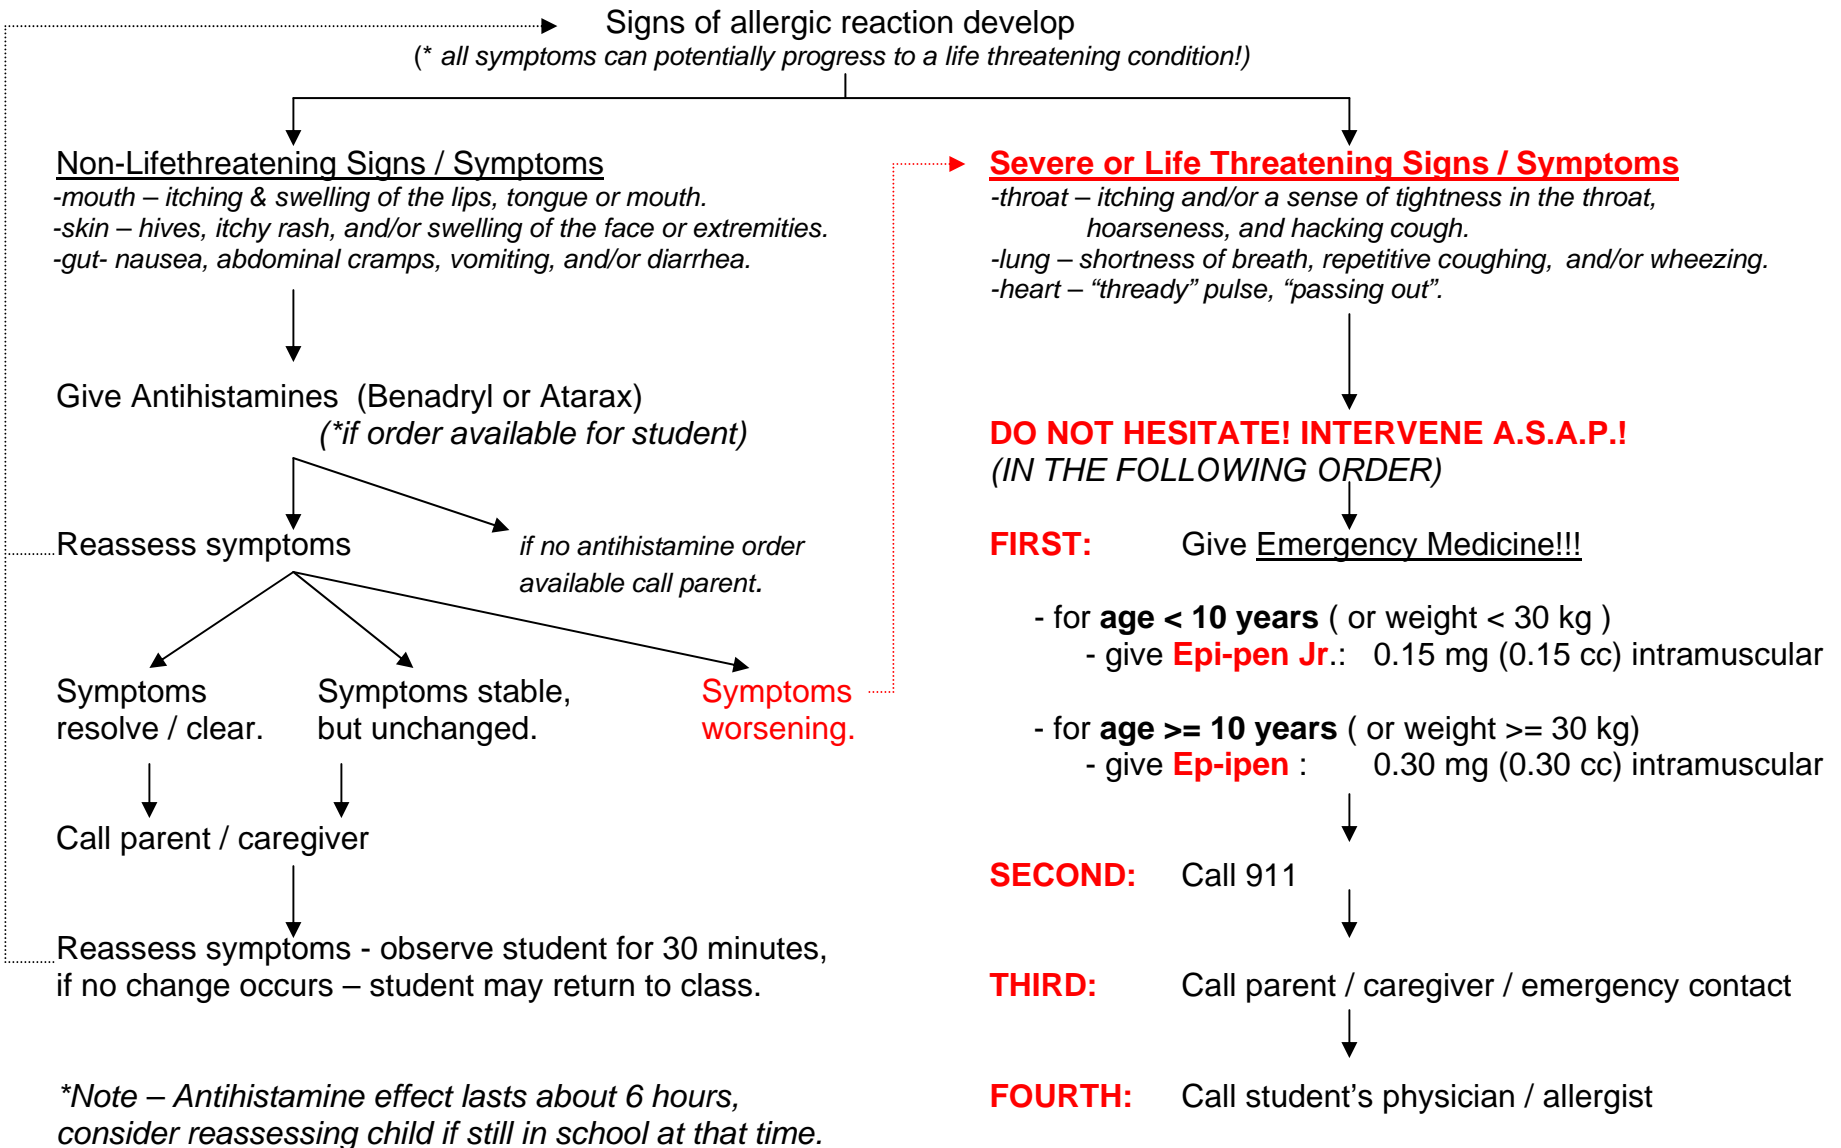 Signs of allergic reaction develop
(* all symptoms can potentially progress to a life threatening condition!)
Non-Lifethreatening Signs / Symptoms
-mouth – itching & swelling of the lips, tongue or mouth.
-skin – hives, itchy rash, and/or swelling of the face or extremities.
-gut- nausea, abdominal cramps, vomiting, and/or diarrhea.
Give Antihistamines (Benadryl or Atarax)
(*if order available for student)
Reassess symptoms
if no antihistamine order
available call parent.
Symptoms
resolve / clear.
Symptoms stable,
but unchanged.
Symptoms
worsening.
Call parent / caregiver
Reassess symptoms - observe student for 30 minutes,
if no change occurs – student may return to class.
*Note – Antihistamine effect lasts about 6 hours,
consider reassessing child if still in school at that time.
Severe or Life Threatening Signs / Symptoms
-throat – itching and/or a sense of tightness in the throat,
hoarseness, and hacking cough.
-lung – shortness of breath, repetitive coughing, and/or wheezing.
-heart – “thready” pulse, “passing out”.
DO NOT HESITATE! INTERVENE A.S.A.P.!
(IN THE FOLLOWING ORDER)
FIRST: Give Emergency Medicine!!!
- for age < 10 years ( or weight < 30 kg )
- give Epi-pen Jr.: 0.15 mg (0.15 cc) intramuscular
- for age >= 10 years ( or weight >= 30 kg)
- give Ep-ipen : 0.30 mg (0.30 cc) intramuscular
SECOND: Call 911
THIRD: Call parent / caregiver / emergency contact
FOURTH: Call student’s physician / allergist